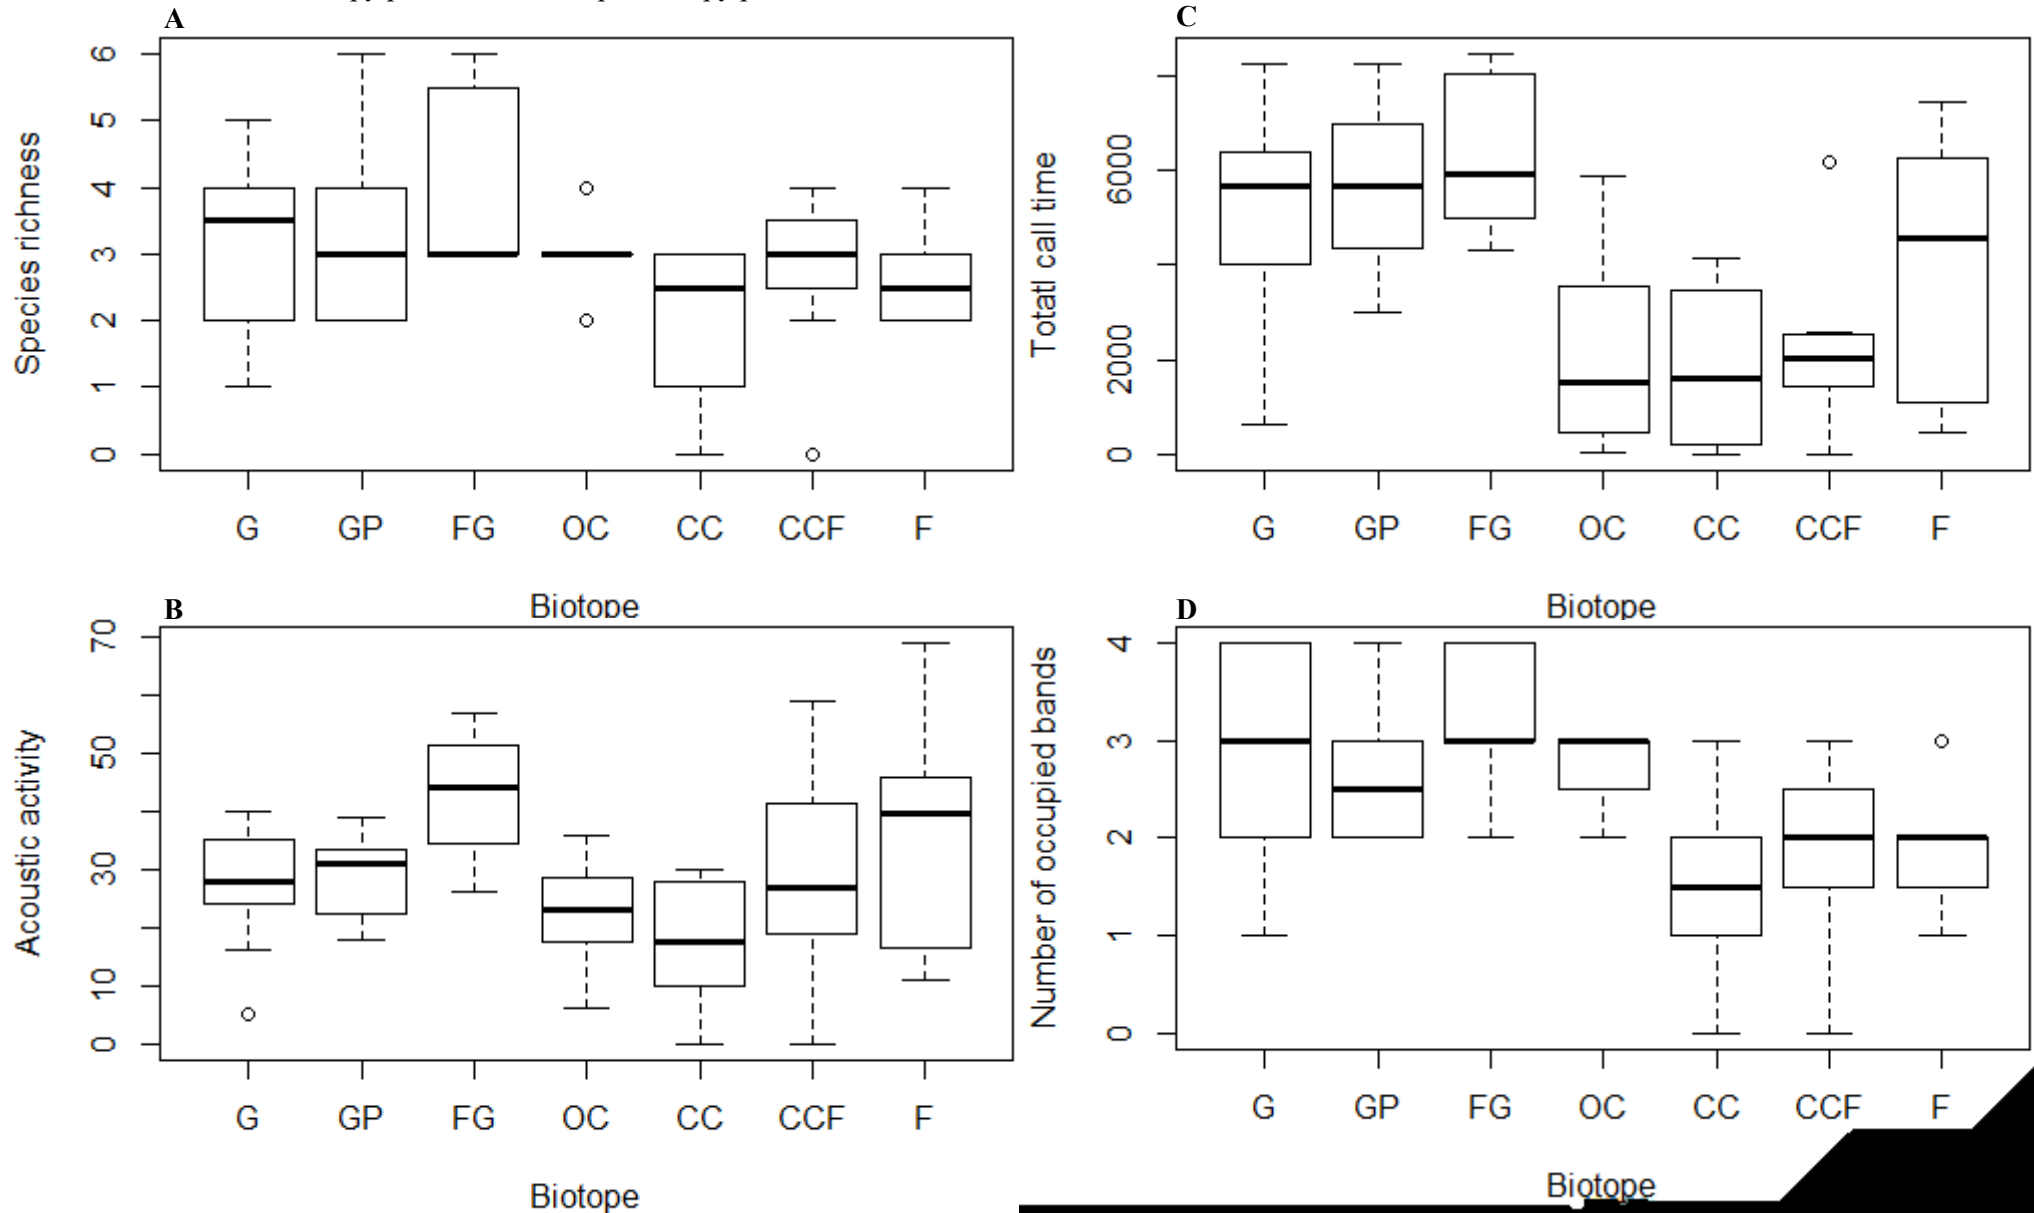 A
6
5
4
3
2
1
0
Species richness
G GP FG OC CC CCF F
Biotope
C
6000
2000
0
Totatl call time
G GP FG OC CC CCF F
Biotope
B
70
50
30
10
0
Acoustic activity
G GP FG OC CC CCF F
Biotope
D
4
3
2
1
0
Number of occupied bands
G GP FG OC CC CCF F
Biotope